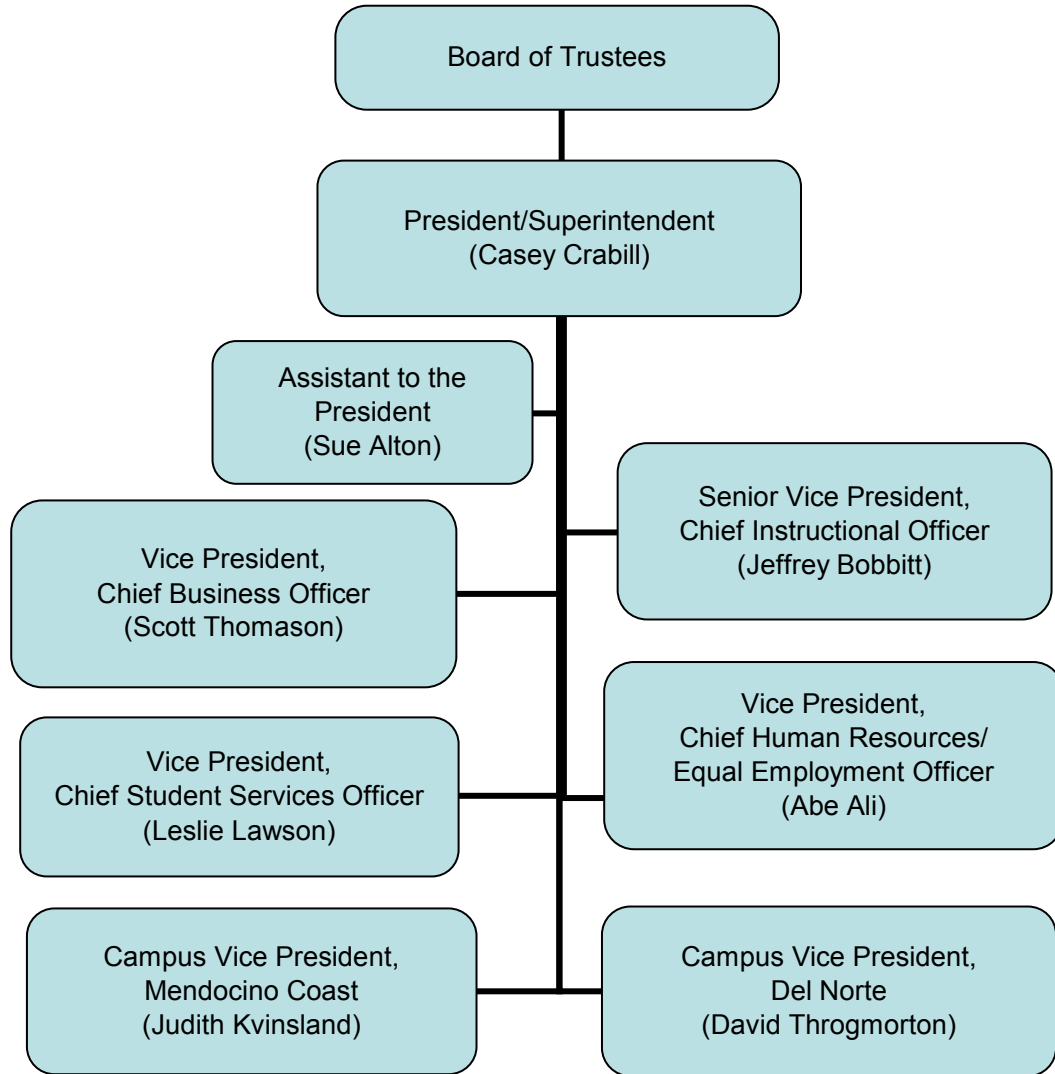 Board of Trustees
President/Superintendent
(Casey Crabill)
Assistant to the
President
(Sue Alton)
Senior Vice President,
Chief Instructional Officer
(Jeffrey Bobbitt)
Vice President,
Chief Business Officer
(Scott Thomason)
Vice President,
Chief Human Resources/
Equal Employment Officer
(Abe Ali)
Vice President,
Chief Student Services Officer
(Leslie Lawson)
Campus Vice President,
Mendocino Coast
(Judith Kvinsland)
Campus Vice President,
Del Norte
(David Throgmorton)